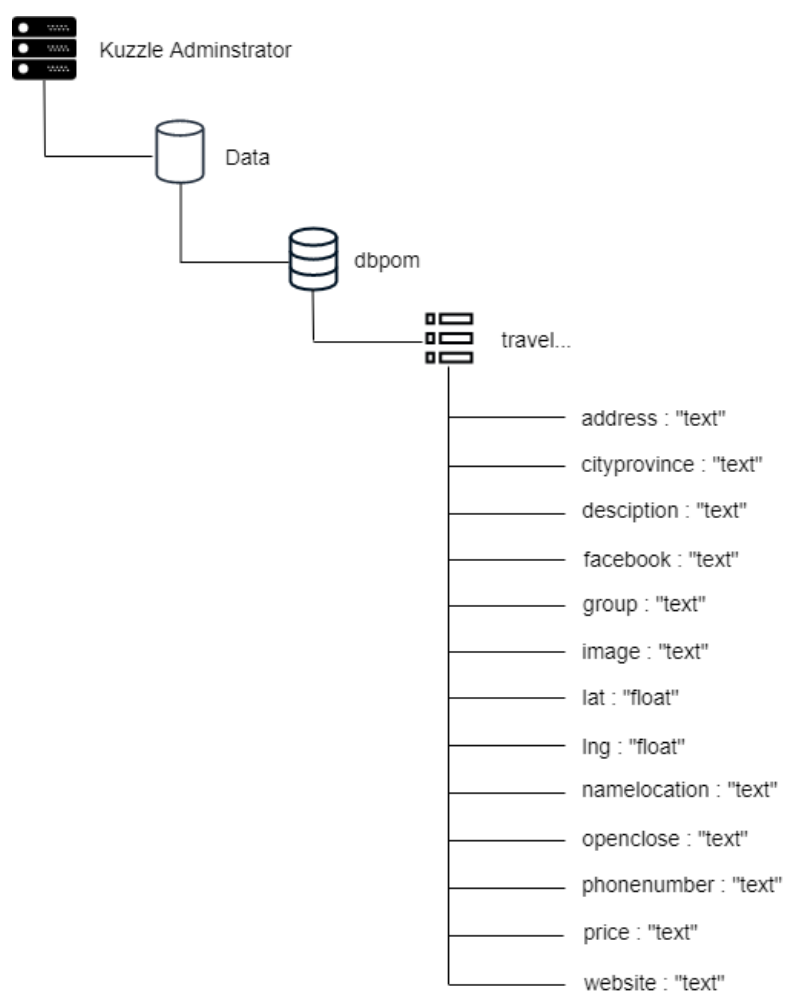 Kuzzle Adminstrator
Data
dbpom
travel...
address : "text"
cityprovince : "text"
desciption : "text"
facebook : "text"
group : "text"
image : "text"
lat : "float"
lng : "float"
namelocation : "text"
openclose : "text"
phonenumber : "text"
price : "text"
website : "text"